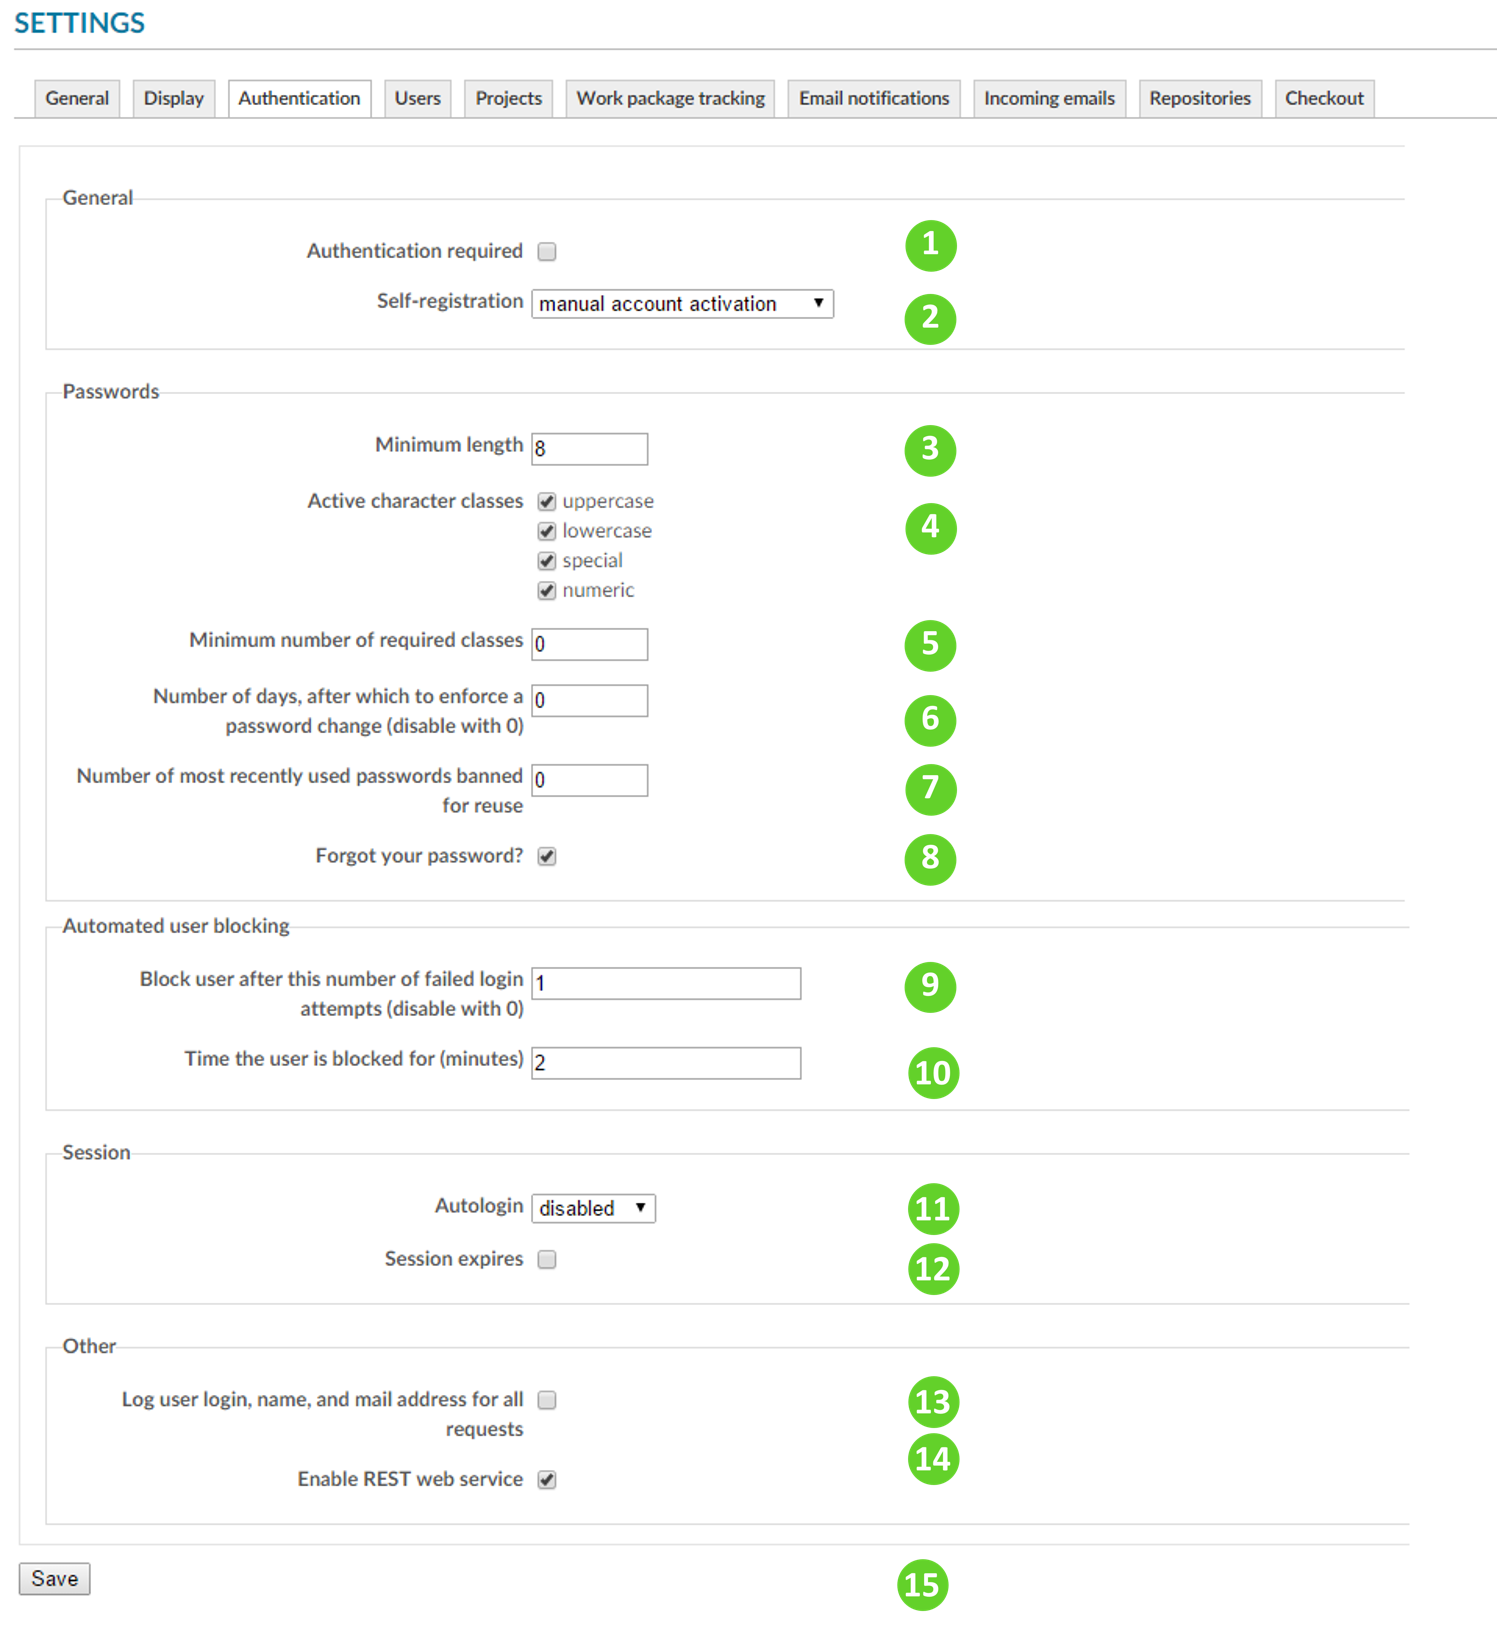 SETTINGS
General Display Authentication Users Projects Work package tracking Email notifications Incoming emails Repositories Checkout
General
Authentication required 1
Self-registration manual account activation 2
Passwords
Minimum length 8 3
Active character classes uppercase 4
lowercase
special
numeric
Minimum number of required classes 0 5
Number of days, after which to enforce a 0 6
password change (disable with 0)
Number of most recently used passwords banned 0 7
for reuse
Forgot your password? 8
Automated user blocking
Block user after this number of failed login 1 9
attempts (disable with 0)
Time the user is blocked for (minutes) 2 10
Session
Autologin disabled 11
Session expires 12
Other
Log user login, name, and mail address for all 13
requests
Enable REST web service 14
Save 15